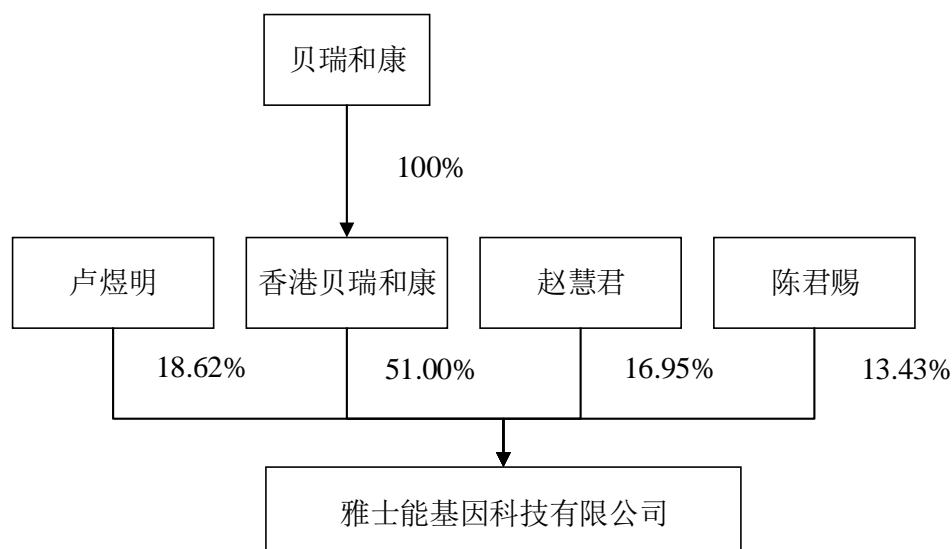 贝瑞和康
100%
卢煜明
香港贝瑞和康
赵慧君
陈君赐
18.62%
51.00%
16.95%
13.43%
雅士能基因科技有限公司